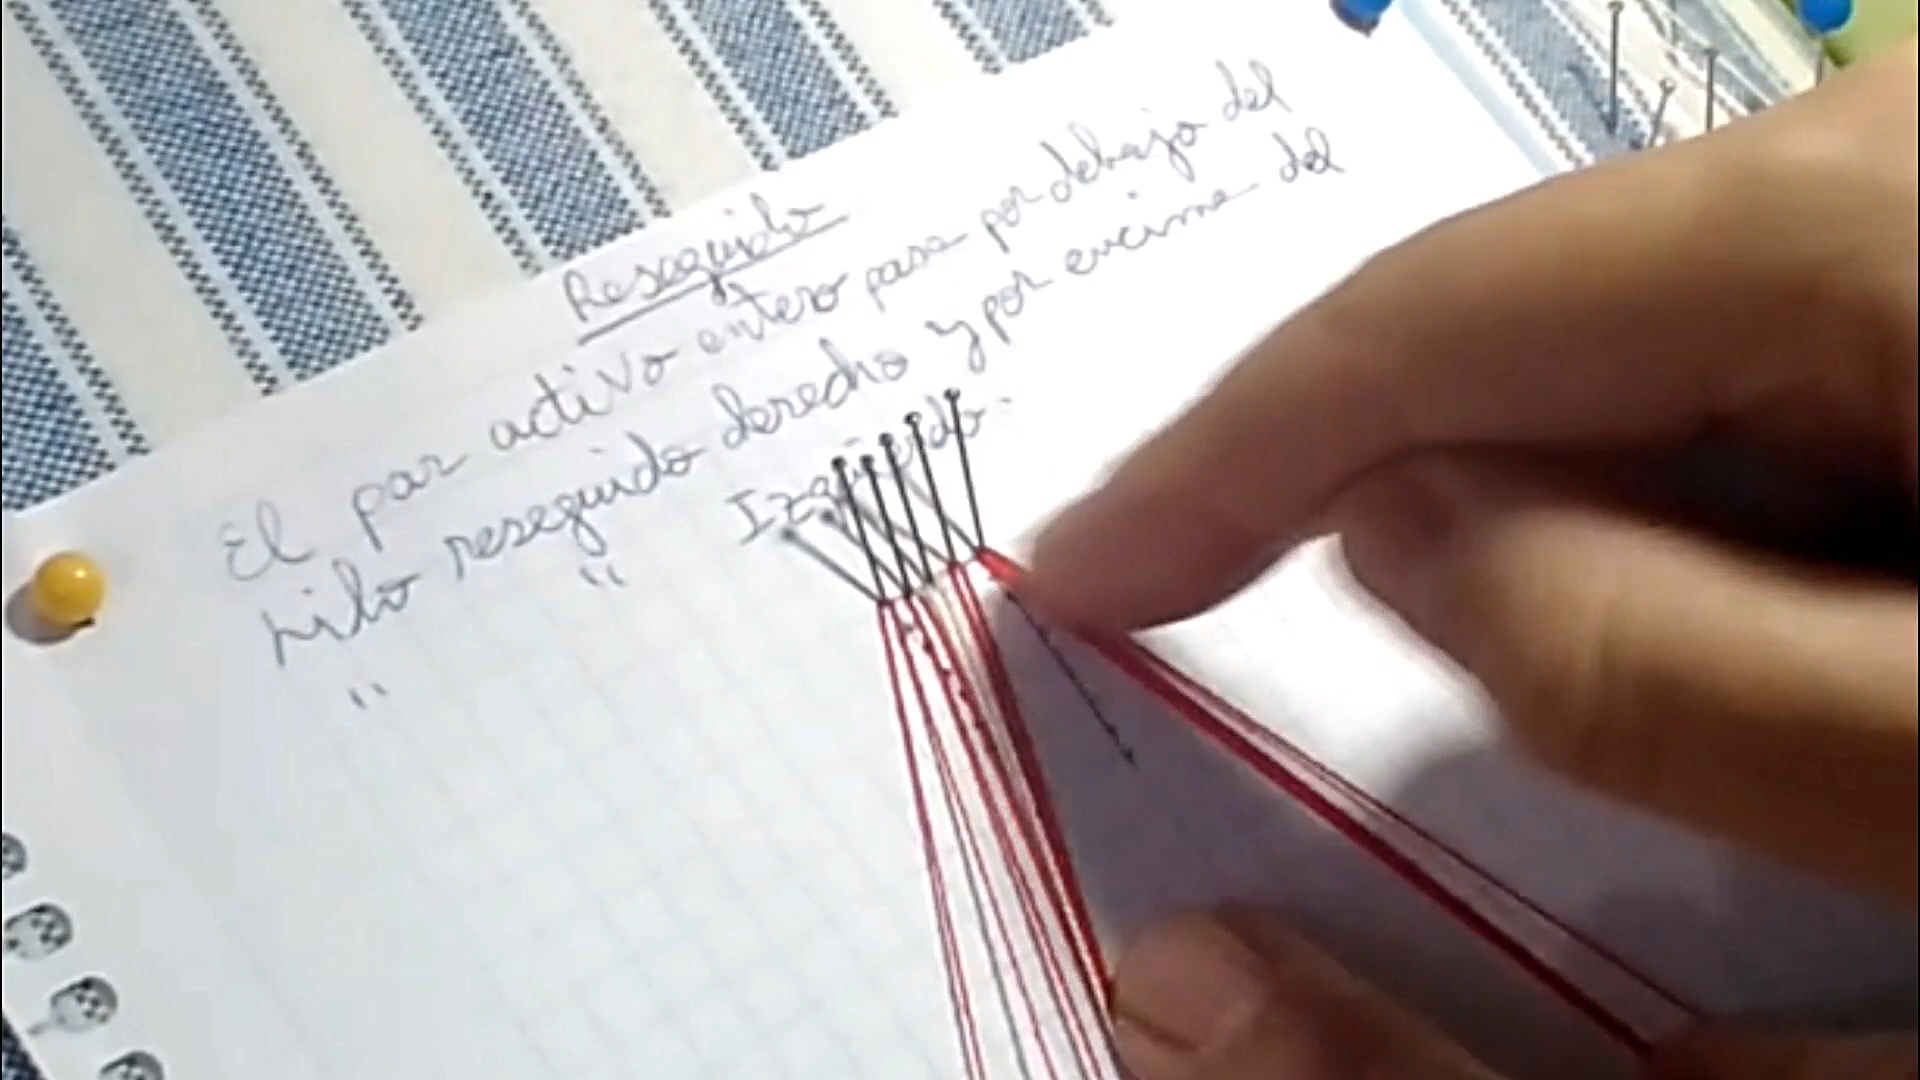 Reseguido
El par activo entero pasa por debajo del
hilo reseguido derecho y por encima del
" " Izquierdo.